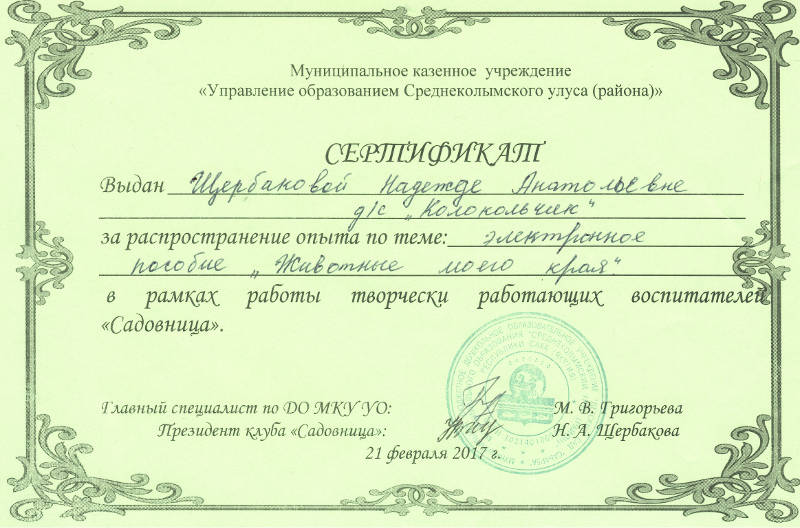 Муниципальное казенное учреждение
«Управление образованием Среднеколымского улуса (района)»
СЕРТИФИКАТ
Выдан Щербаковой Надежде Анатольевне
д/с „Колокольчик“
за распространение опыта по теме: электронное
пособие „Животные моего края“
в рамках работы творчески работающих воспитателей
«Садовница».
Главный специалист по ДО МКУ УО: М. В. Григорьева
Президент клуба «Садовница»: Н. А. Щербакова
21 февраля 2017 г.